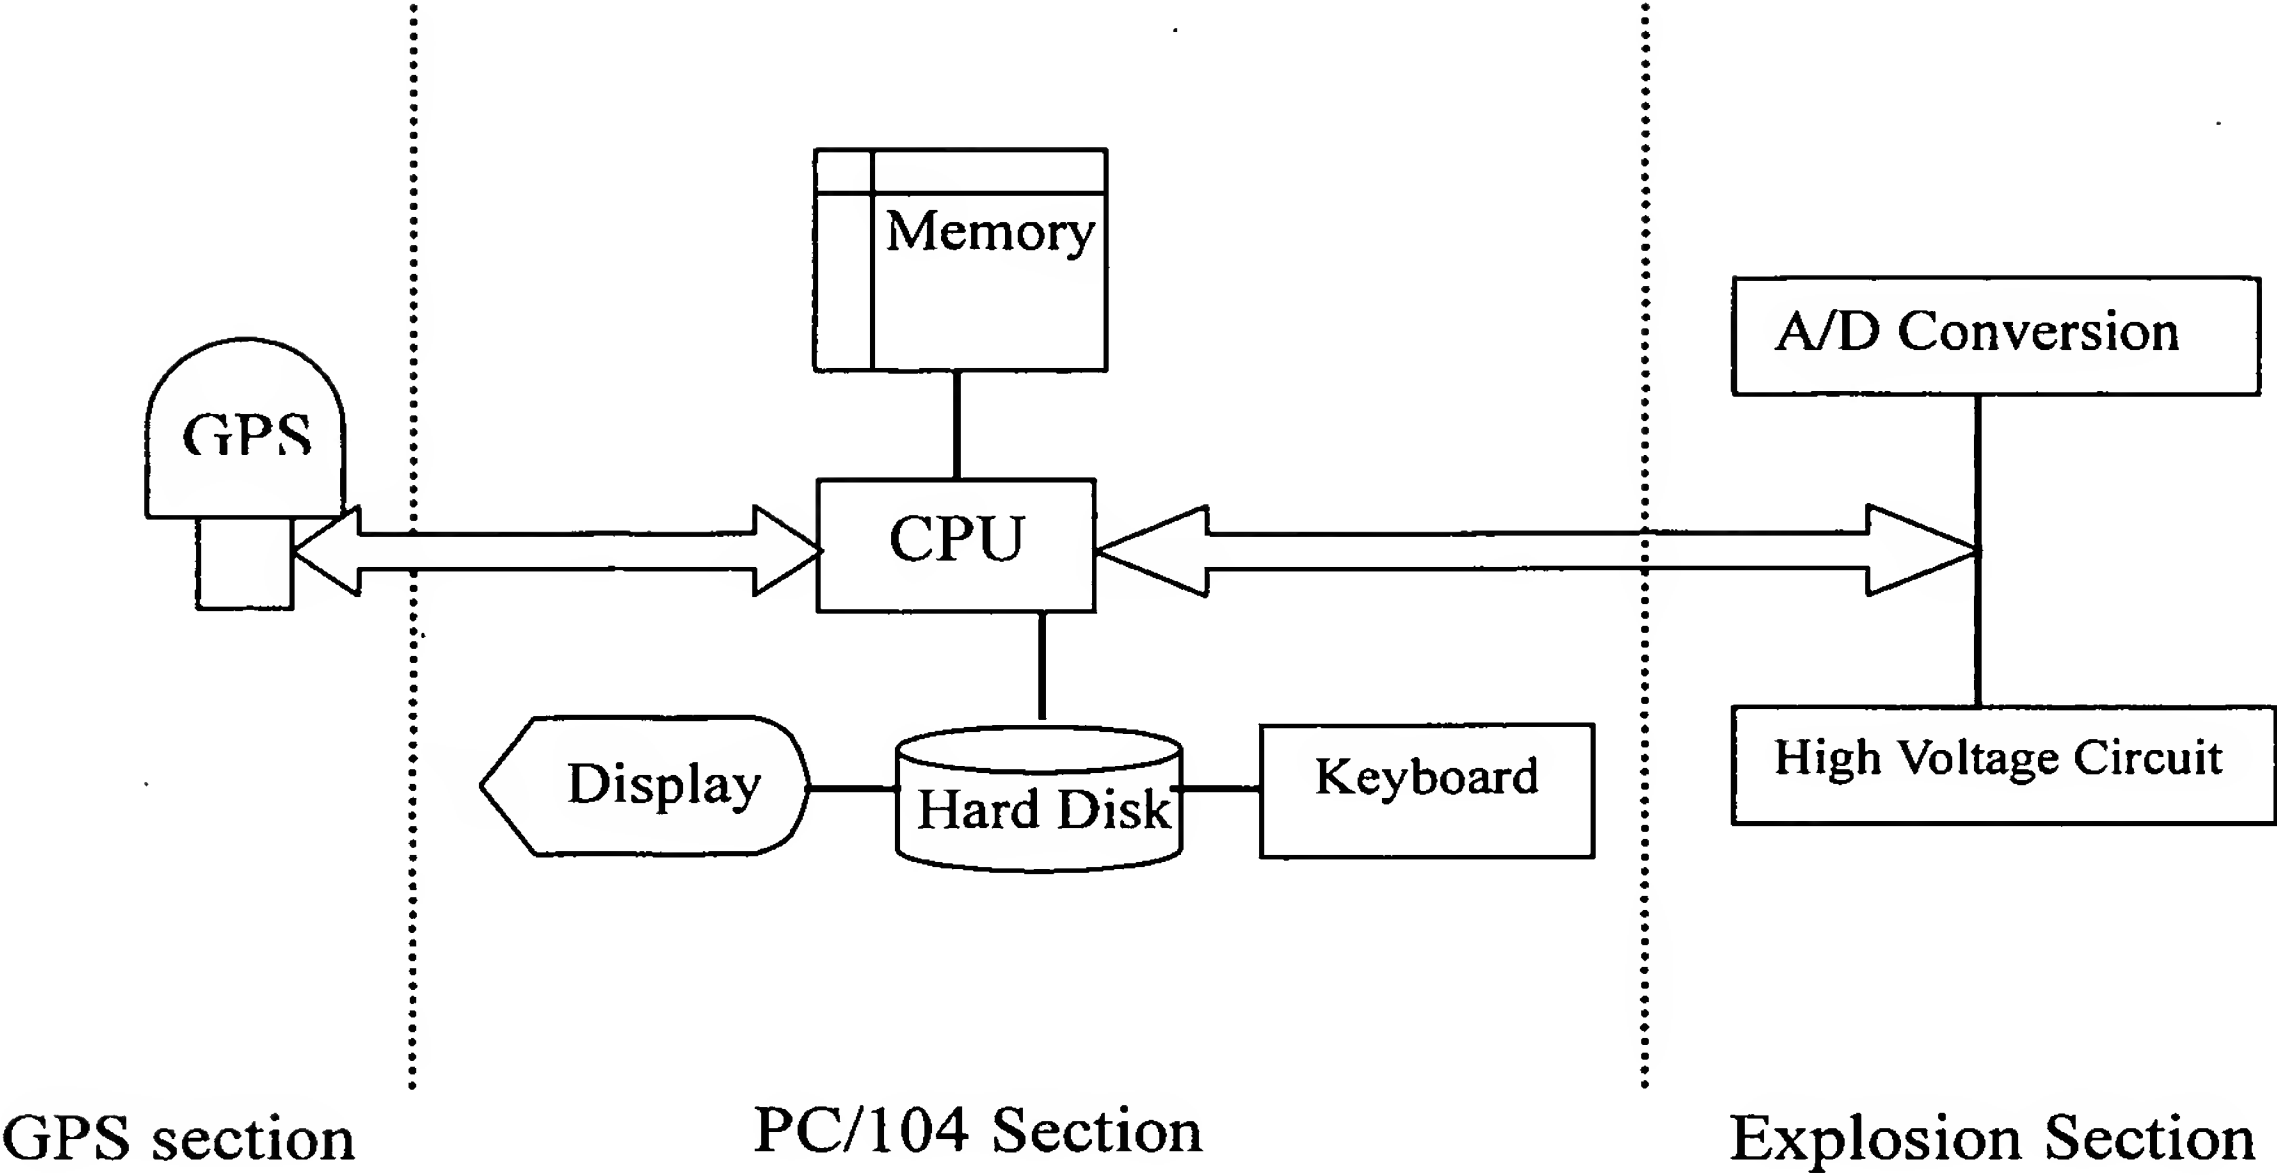 Memory
A/D Conversion
GPS
CPU
Display
Hard Disk
Keyboard
High Voltage Circuit
GPS section
PC/104 Section
Explosion Section